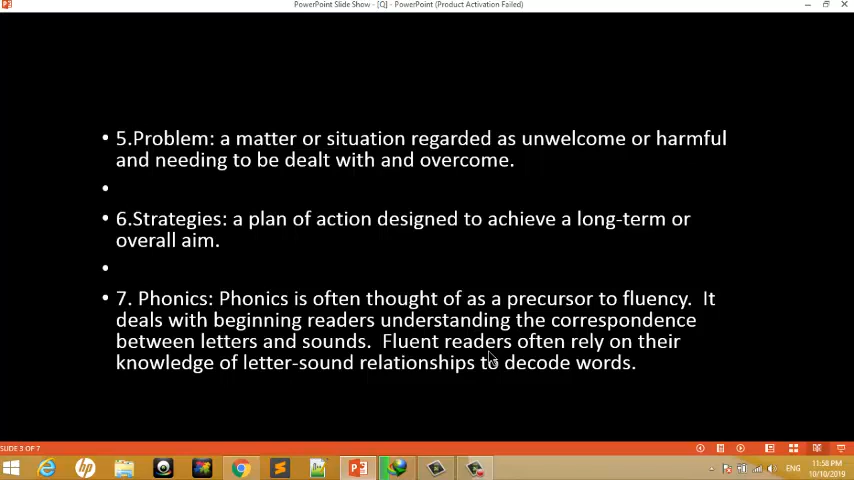 PowerPoint Slide Show - [Q] - PowerPoint (Product Activation Failed)
• 5.Problem: a matter or situation regarded as unwelcome or harmful
and needing to be dealt with and overcome.
•
• 6.Strategies: a plan of action designed to achieve a long-term or
overall aim.
•
• 7. Phonics: Phonics is often thought of as a precursor to fluency.  It
deals with beginning readers understanding the correspondence
between letters and sounds.  Fluent readers often rely on their
knowledge of letter-sound relationships to decode words.
SLIDE 3 OF 7
ENG
11:58 PM
10/10/2019